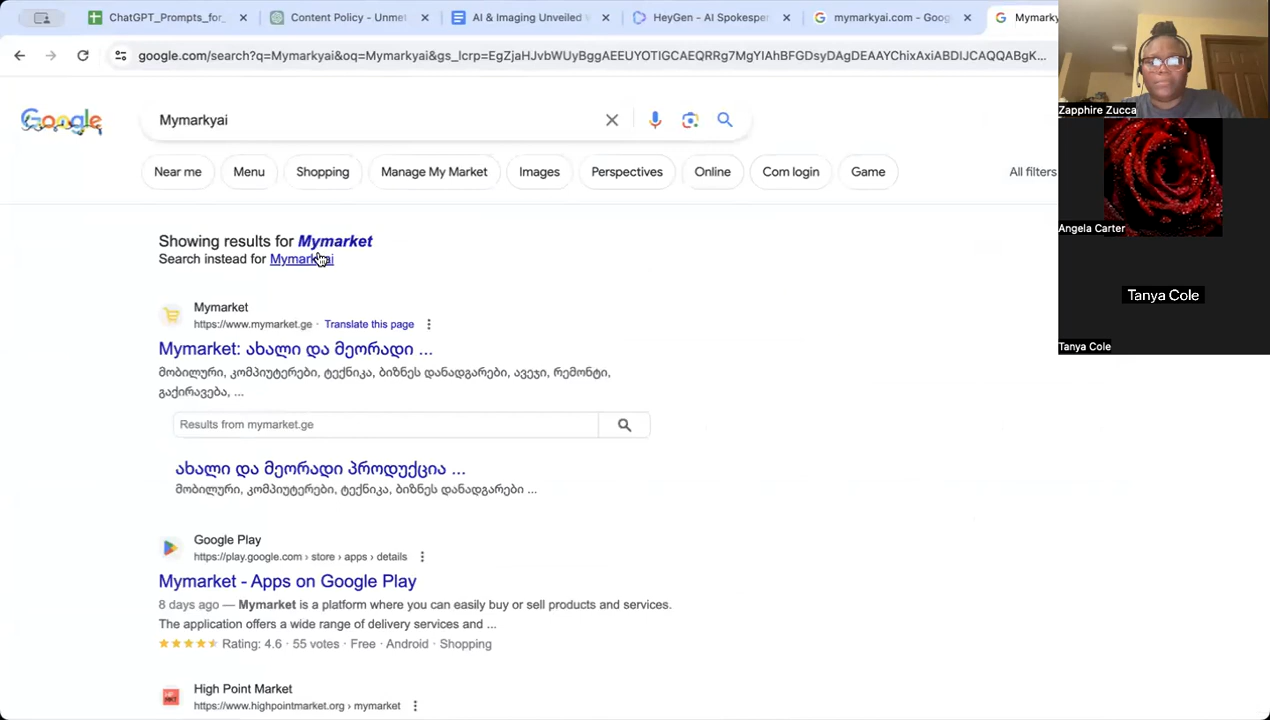 ChatGPT_Prompts_for_
Content Policy - Unmet
AI & Imaging Unveiled W
HeyGen - AI Spokesper
mymarkyai.com - Goog
Mymarky
google.com/search?q=Mymarkyai&oq=Mymarkyai&gs_lcrp=EgZjaHJvbWUyBggAEEUYOTIGCAEQRRg7MgYIAhBFGDsyDAgDEAAYChixAxiABDIJCAQQABgK...
Zapphire Zucca
Google
Mymarkyai
Near me
Menu
Shopping
Manage My Market
Images
Perspectives
Online
Com login
Game
All filters
Angela Carter
Showing results for Mymarket
Search instead for Mymarkyai
Tanya Cole
Tanya Cole
Mymarket
https://www.mymarket.ge · Translate this page
Mymarket: ახალი და მეორადი ...
მობილური, კომპიუტერები, ტექნიკა, ბიზნეს დანადგარები, ავეჯი, რემონტი,
გაქირავება, ...
Results from mymarket.ge
ახალი და მეორადი პროდუქცია ...
მობილური, კომპიუტერები, ტექნიკა, ბიზნეს დანადგარები ...
Google Play
https://play.google.com › store › apps › details
Mymarket - Apps on Google Play
8 days ago — Mymarket is a platform where you can easily buy or sell products and services.
The application offers a wide range of delivery services and ...
Rating: 4.6 · 55 votes · Free · Android · Shopping
High Point Market
https://www.highpointmarket.org › mymarket